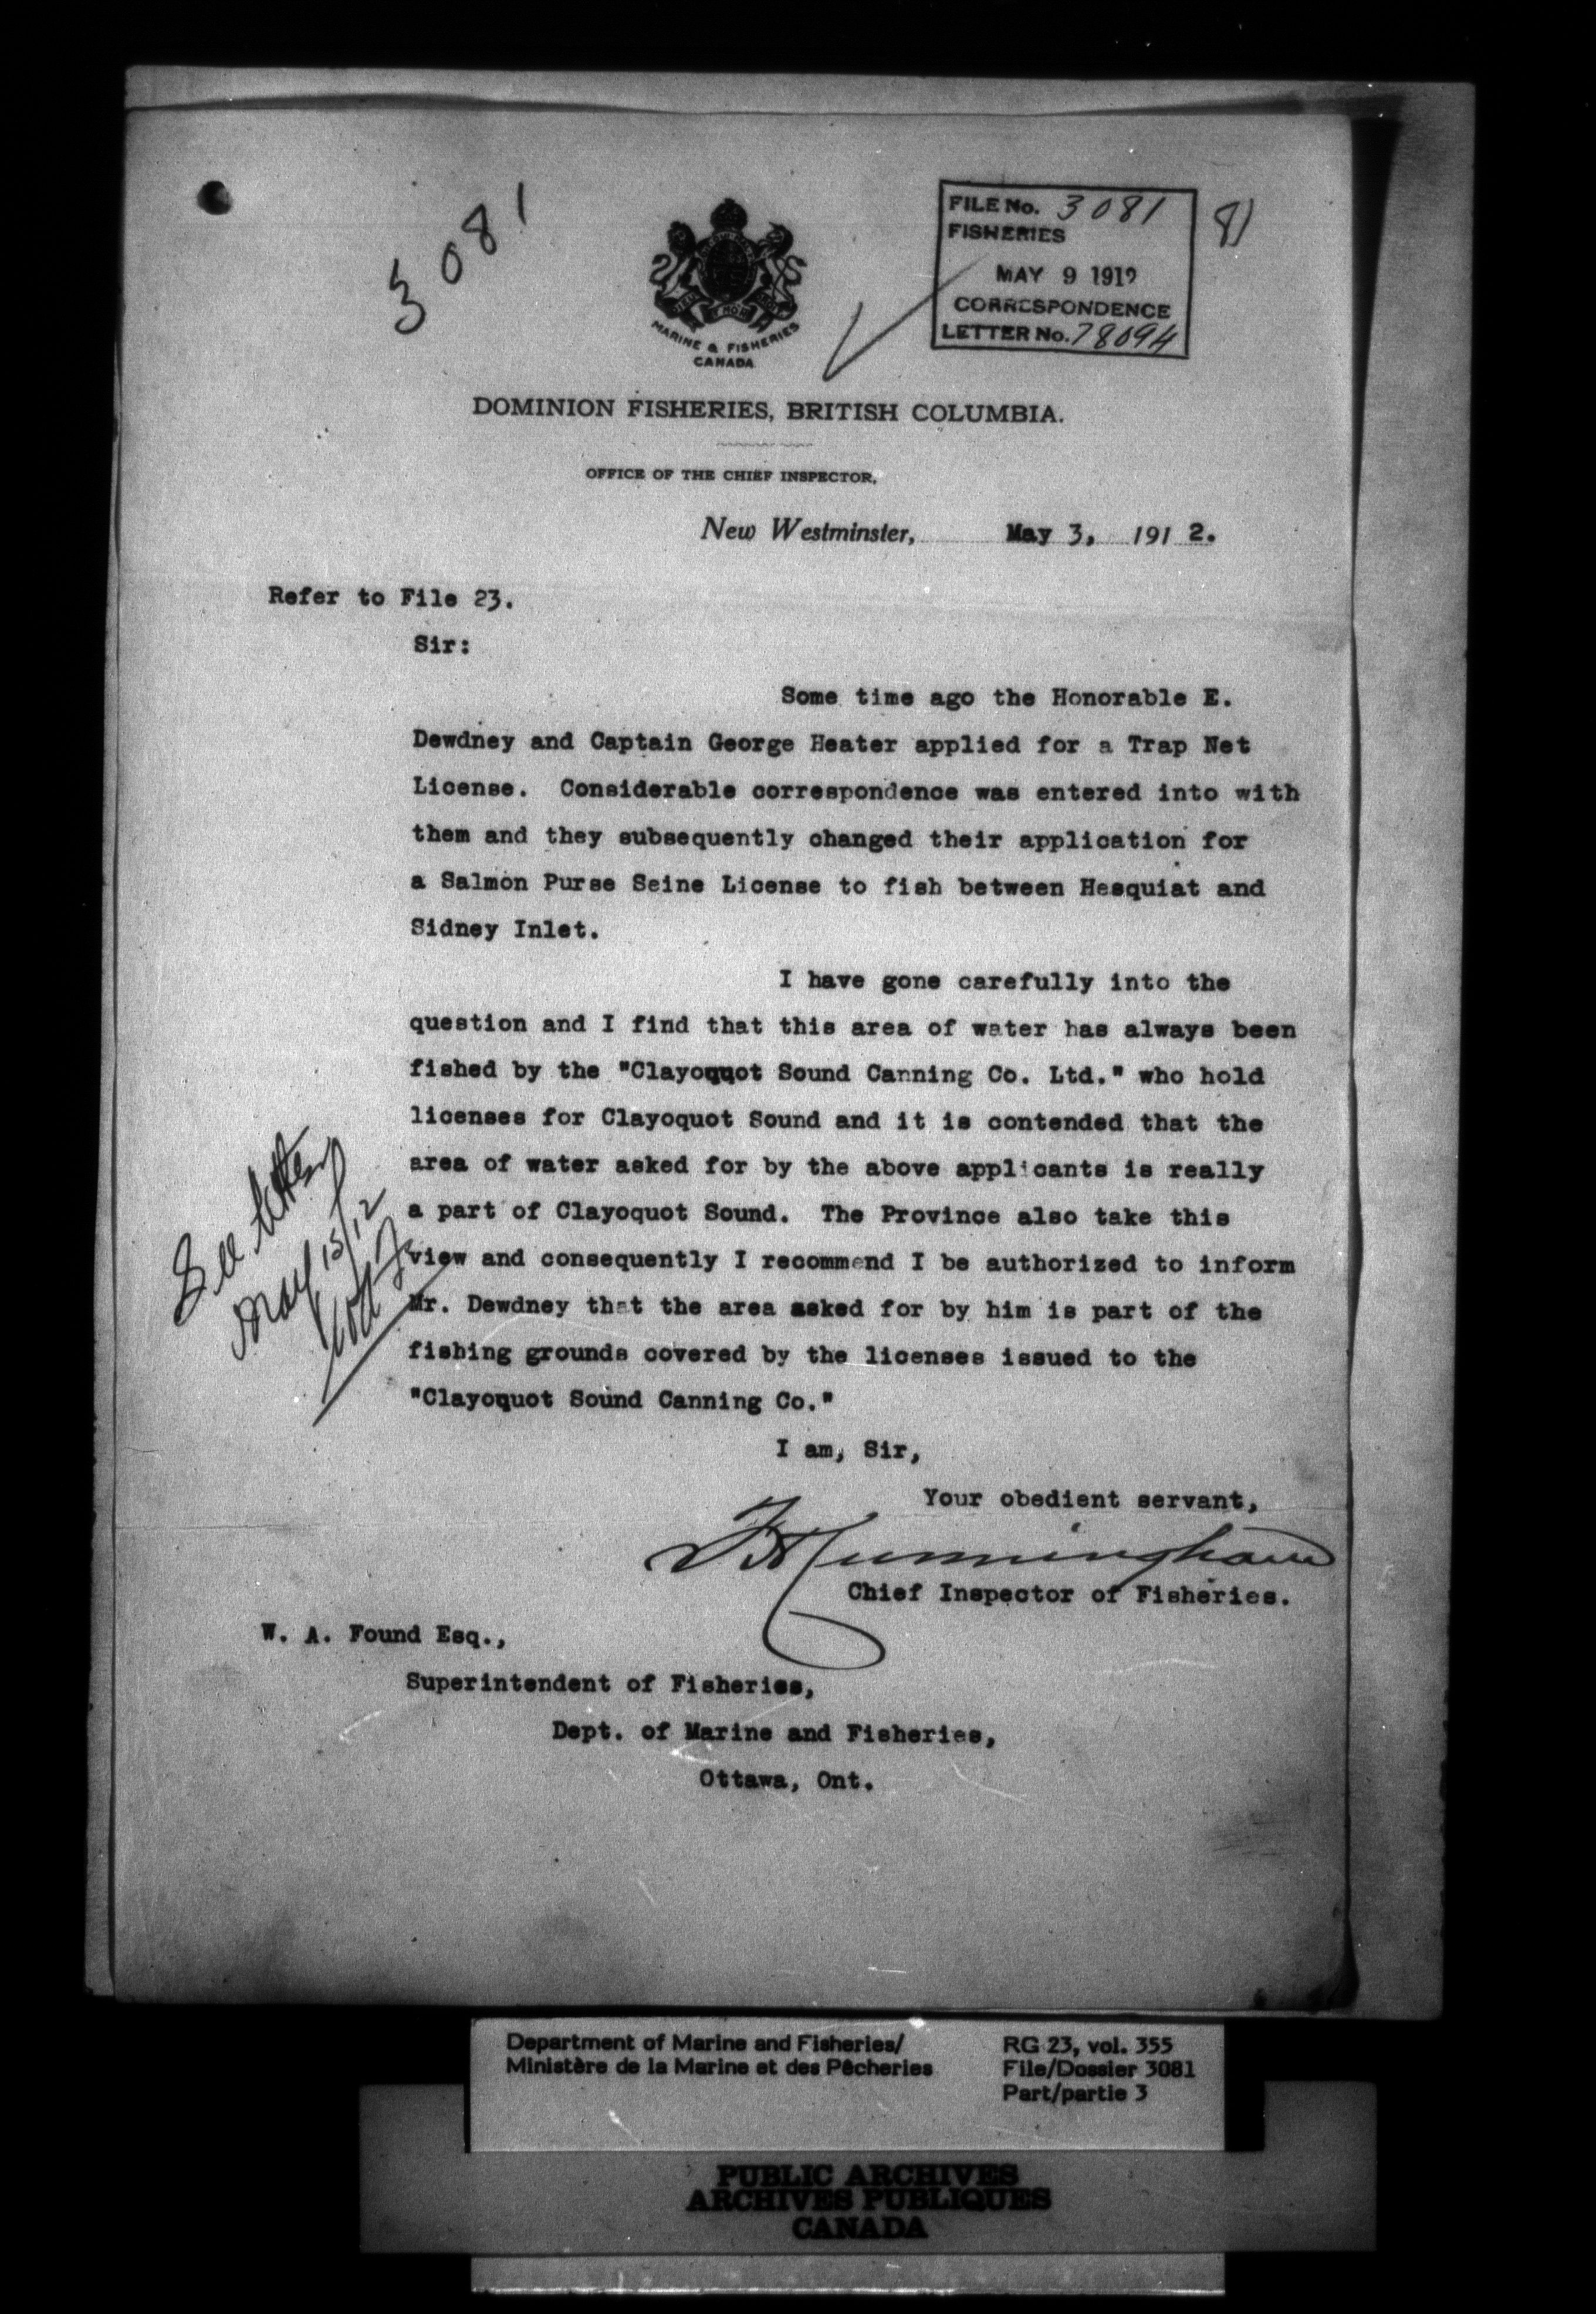 3081
FILE No. 3081
FISHERIES
MAY 9 1912
CORRESPONDENCE
LETTER No. 78094
81
MARINE & FISHERIES
CANADA
DOMINION FISHERIES, BRITISH COLUMBIA.
OFFICE OF THE CHIEF INSPECTOR,
New Westminster, May 3, 1912.
Refer to File 23.
Sir:
Some time ago the Honorable E.
Dewdney and Captain George Heater applied for a Trap Net
License. Considerable correspondence was entered into with
them and they subsequently changed their application for
a Salmon Purse Seine License to fish between Hesquiat and
Sidney Inlet.
I have gone carefully into the
question and I find that this area of water has always been
fished by the "Clayoquot Sound Canning Co. Ltd." who hold
licenses for Clayoquot Sound and it is contended that the
area of water asked for by the above applicants is really
a part of Clayoquot Sound. The Province also take this
view and consequently I recommend I be authorized to inform
Mr. Dewdney that the area asked for by him is part of the
fishing grounds covered by the licenses issued to the
"Clayoquot Sound Canning Co."
See letter
May 15/12
I am, Sir,
Your obedient servant,
F H Cunningham
Chief Inspector of Fisheries.
W. A. Found Esq.,
Superintendent of Fisheries,
Dept. of Marine and Fisheries,
Ottawa, Ont.
Department of Marine and Fisheries/
Ministère de la Marine et des Pêcheries
RG 23, vol. 355
File/Dossier 3081
Part/partie 3
PUBLIC ARCHIVES
ARCHIVES PUBLIQUES
CANADA